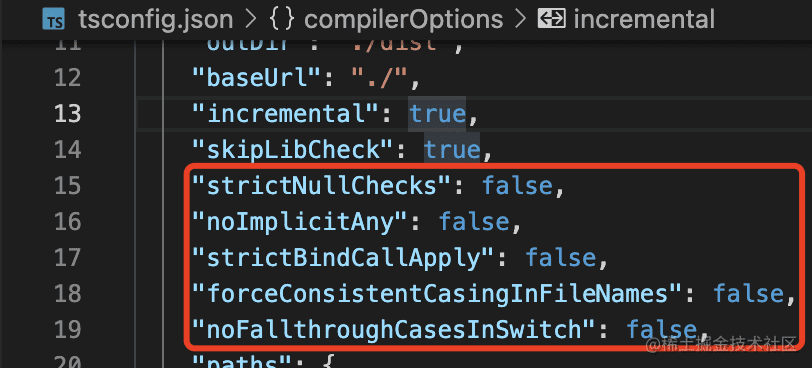 TS tsconfig.json > {} compilerOptions > incremental
11 "outDir": "./dist",
12 "baseUrl": "./",
13 "incremental": true,
14 "skipLibCheck": true,
15 "strictNullChecks": false,
16 "noImplicitAny": false,
17 "strictBindCallApply": false,
18 "forceConsistentCasingInFileNames": false,
19 "noFallthroughCasesInSwitch": false,
20 "paths": {
@稀土掘金技术社区